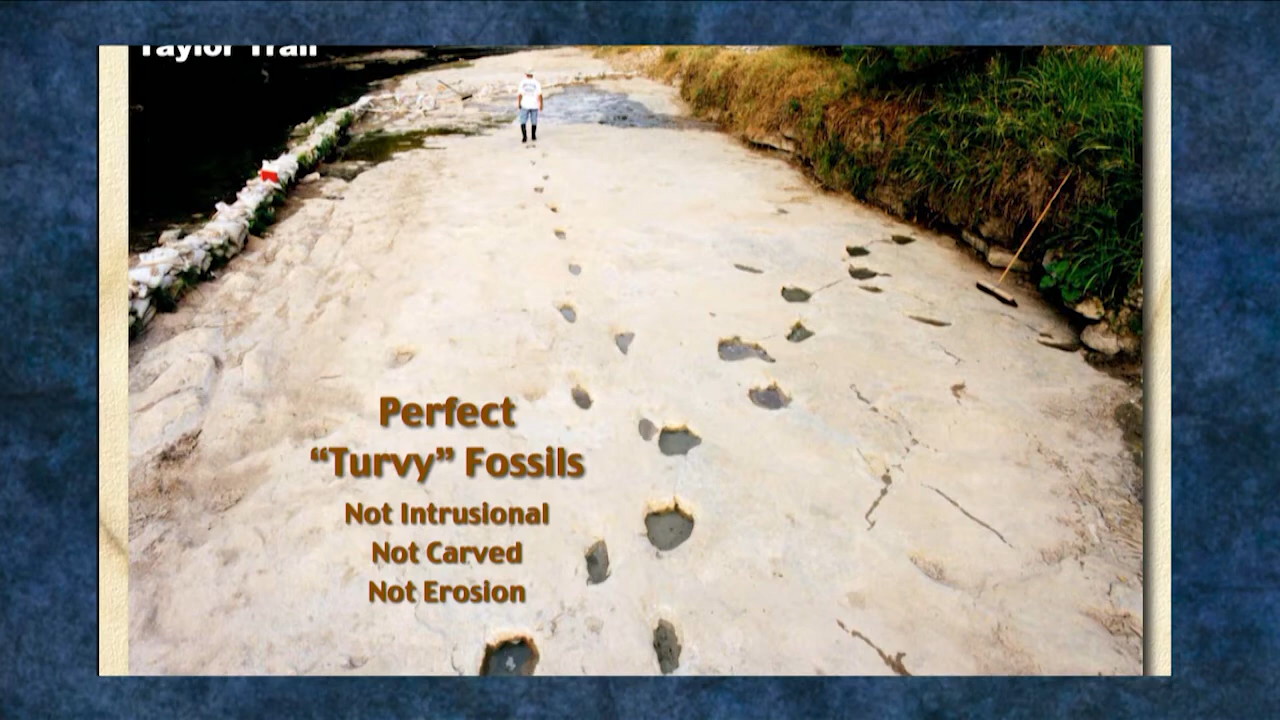 Taylor Trail
Perfect
“Turvy” Fossils
Not Intrusional
Not Carved
Not Erosion